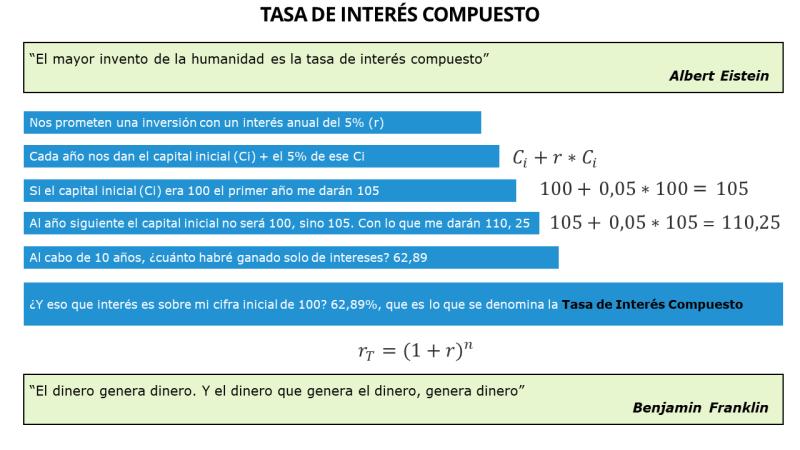 TASA DE INTERÉS COMPUESTO
“El mayor invento de la humanidad es la tasa de interés compuesto”
Albert Eistein
Nos prometen una inversión con un interés anual del 5% (r)
Cada año nos dan el capital inicial (Ci) + el 5% de ese Ci
C_i + r * C_i
Si el capital inicial (Ci) era 100 el primer año me darán 105
100 + 0,05 * 100 = 105
Al año siguiente el capital inicial no será 100, sino 105. Con lo que me darán 110, 25
105 + 0,05 * 105 = 110,25
Al cabo de 10 años, ¿cuánto habré ganado solo de intereses? 62,89
¿Y eso que interés es sobre mi cifra inicial de 100? 62,89%, que es lo que se denomina la Tasa de Interés Compuesto
r_T = (1 + r)^n
“El dinero genera dinero. Y el dinero que genera el dinero, genera dinero”
Benjamin Franklin